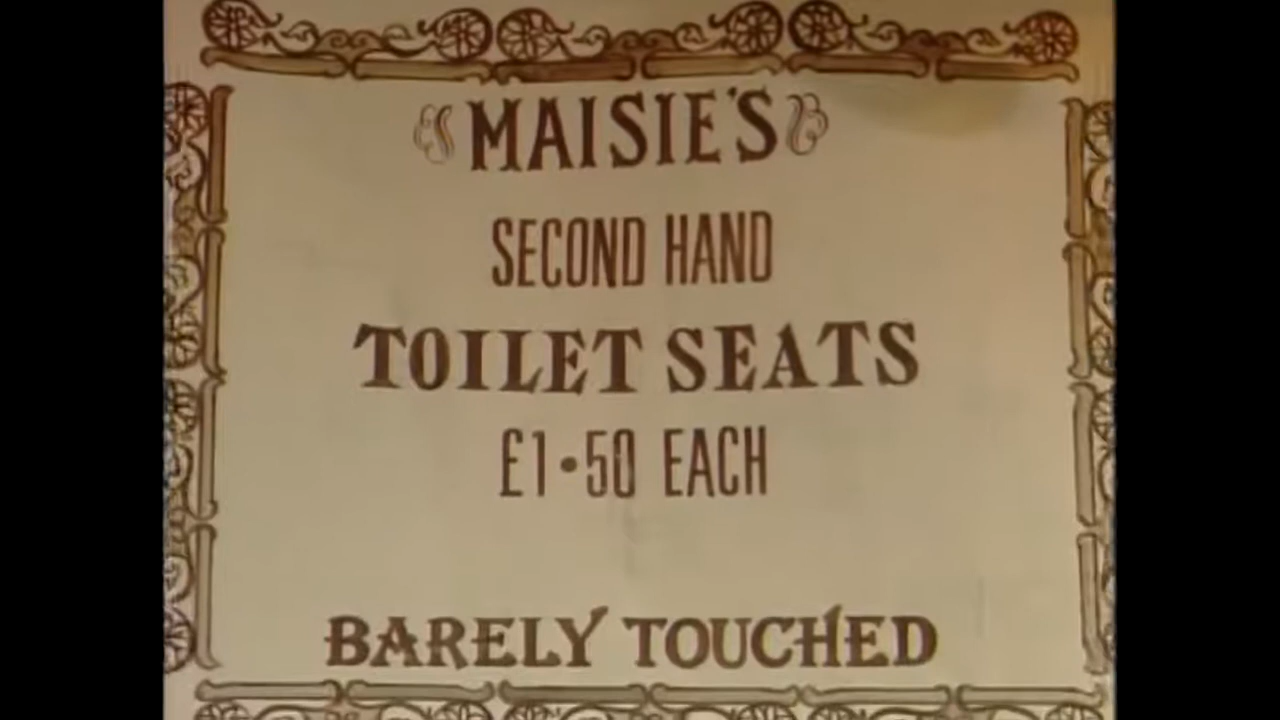 MAISIE'S
SECOND HAND
TOILET SEATS
£1·50 EACH
BARELY TOUCHED